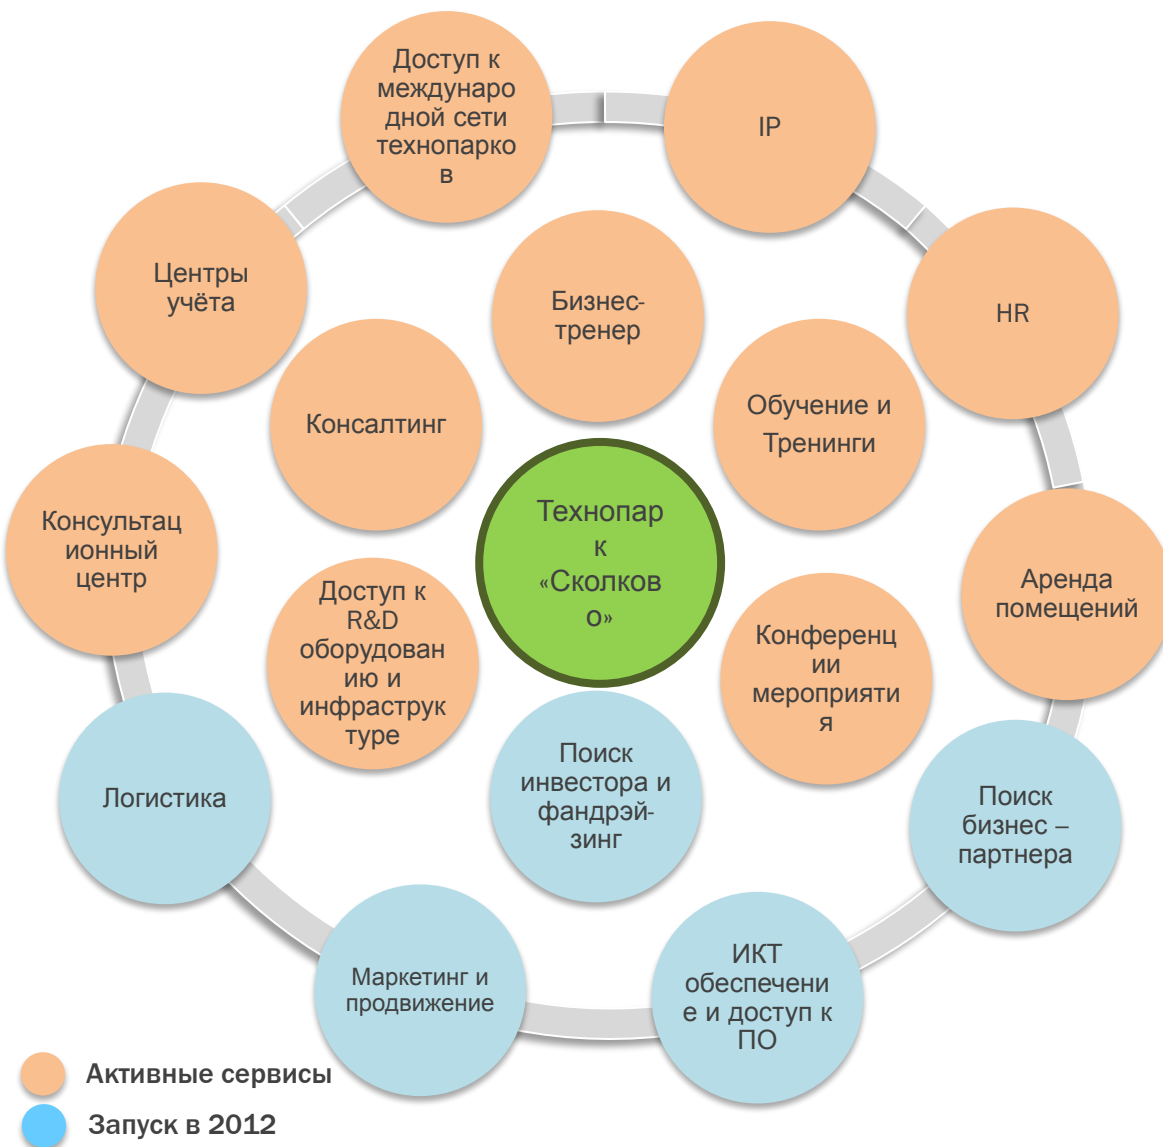 Доступ к
междунаро
дной сети
технопарко
в
IP
Центры
учёта
Бизнес-
тренер
HR
Консалтинг
Обучение и
Тренинги
Консультац
ионный
центр
Технопар
к
«Сколков
о»
Доступ к
R&D
оборудован
ию и
инфраструк
туре
Конференц
ии
мероприяти
я
Аренда
помещений
Логистика
Поиск
инвестора и
фандрэй-
зинг
Поиск
бизнес –
партнера
Маркетинг и
продвижение
ИКТ
обеспечени
е и доступ к
ПО
Активные сервисы
Запуск в 2012